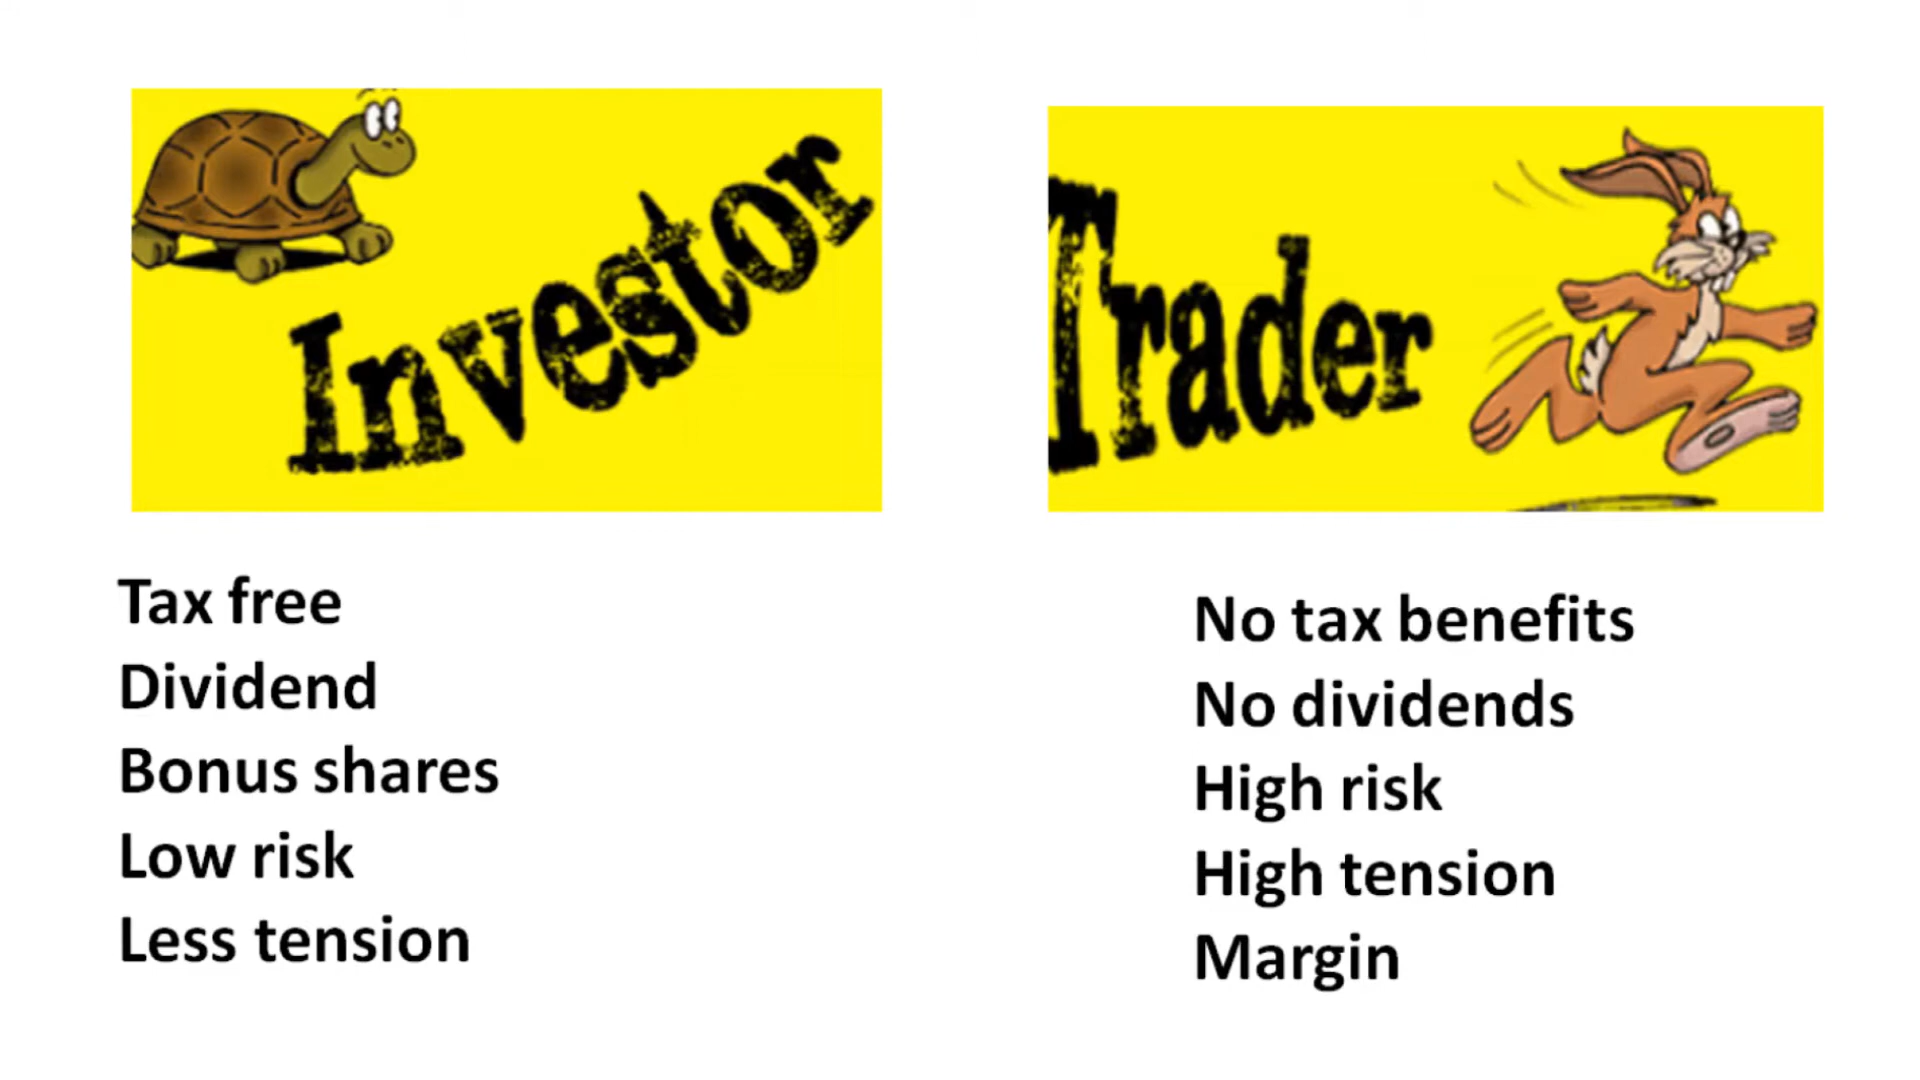 Investor
Tax free
Dividend
Bonus shares
Low risk
Less tension
Trader
No tax benefits
No dividends
High risk
High tension
Margin